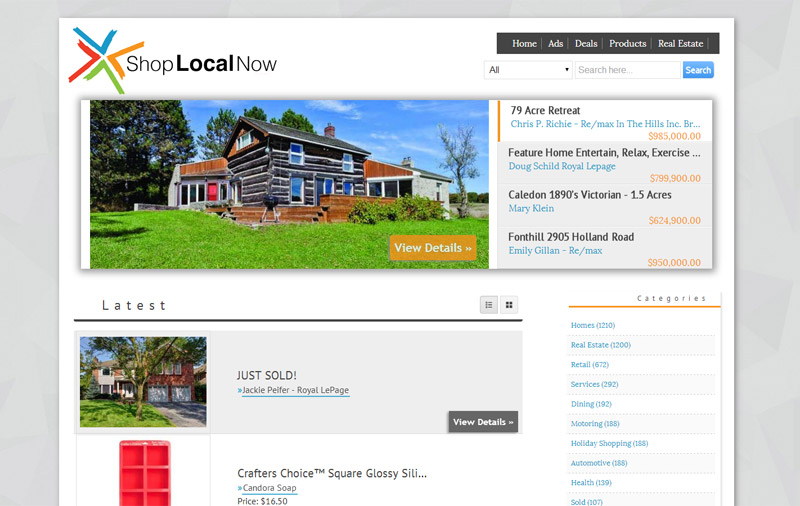 Shop Local Now
Home Ads Deals Products Real Estate
All Search here... Search
79 Acre Retreat
Chris P. Richie - Re/max In The Hills Inc. Br...
$985,000.00
Feature Home Entertain, Relax, Exercise ...
Doug Schild Royal Lepage
$799,900.00
Caledon 1890's Victorian - 1.5 Acres
Mary Klein
$624,900.00
Fonthill 2905 Holland Road
Emily Gillan - Re/max
$950,000.00
View Details »
Latest
JUST SOLD!
»Jackie Peifer - Royal LePage
View Details »
Crafters Choice™ Square Glossy Sili...
»Candora Soap
Price: $16.50
Categories
Homes (1210)
Real Estate (1200)
Retail (672)
Services (292)
Dining (192)
Motoring (188)
Holiday Shopping (188)
Automotive (188)
Health (139)
Sold (107)